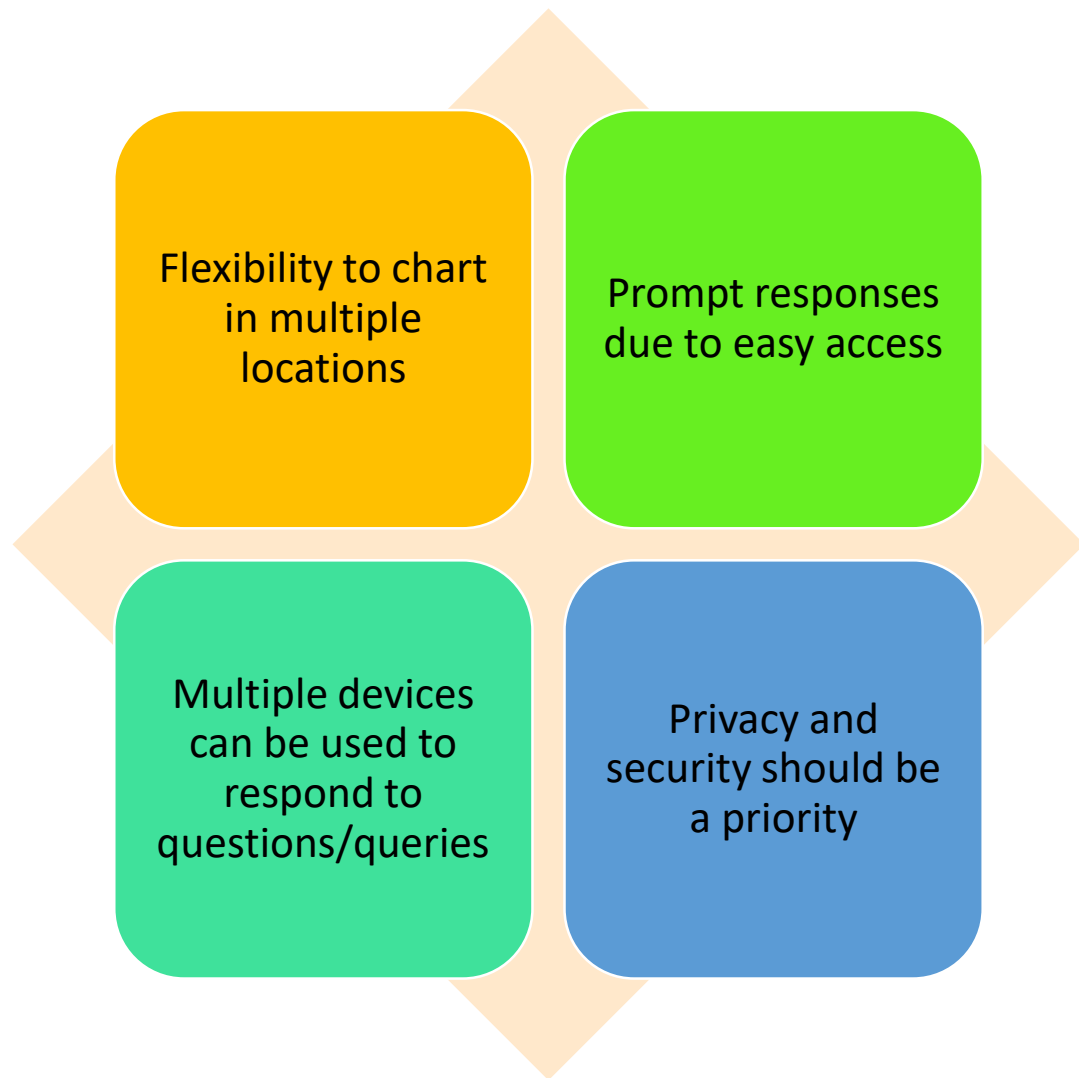 Flexibility to chart
in multiple
locations
Prompt responses
due to easy access
Multiple devices
can be used to
respond to
questions/queries
Privacy and
security should be
a priority